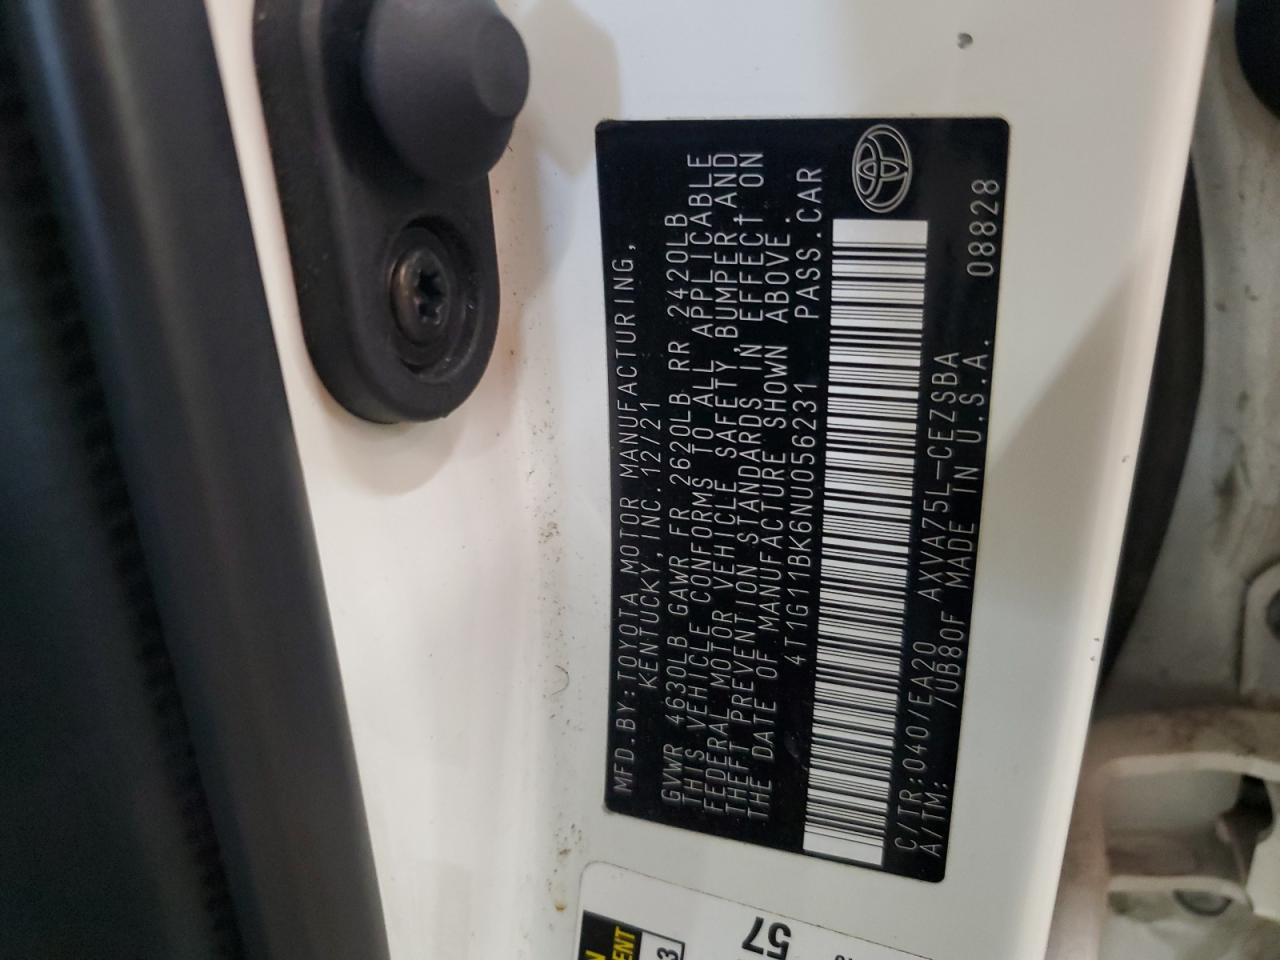 MFD.BY:TOYOTA MOTOR MANUFACTURING,
KENTUCKY, INC. 12/21
GVWR 4630LB GAWR FR 2620LB RR 2420LB
THIS VEHICLE CONFORMS TO ALL APPLICABLE
FEDERAL MOTOR VEHICLE SAFETY, BUMPER, AND
THEFT PREVENTION STANDARDS IN EFFECT ON
THE DATE OF MANUFACTURE SHOWN ABOVE.
4T1G11BK6NU056231 PASS.CAR
C/TR:040/EA20 AXVA75L-CEZSBA 08828
A/TM: /UB80F MADE IN U.S.A.
57
3